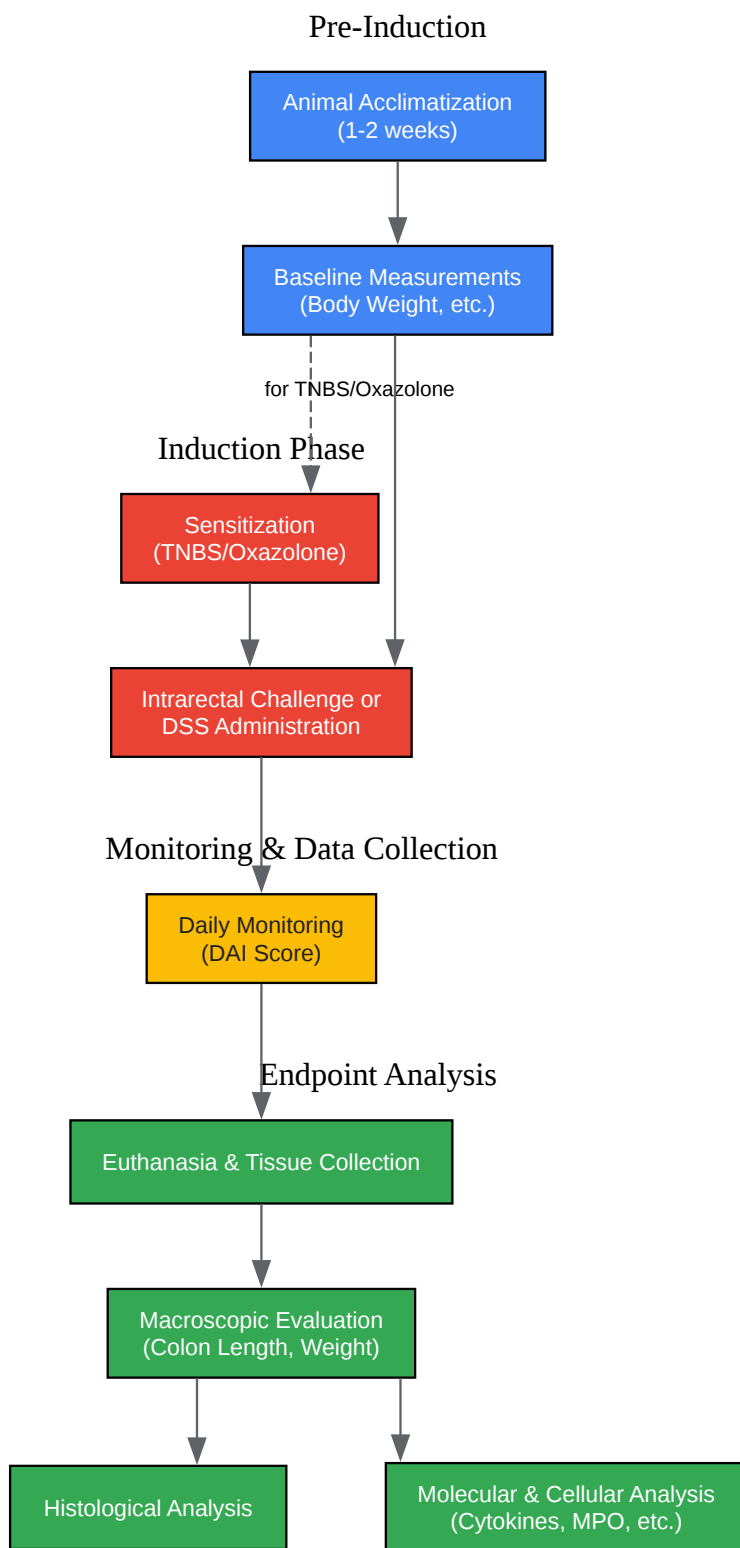 Pre-Induction
Animal Acclimatization
(1-2 weeks)
Baseline Measurements
(Body Weight, etc.)
for TNBS/Oxazolone
Induction Phase
Sensitization
(TNBS/Oxazolone)
Intrarectal Challenge or
DSS Administration
Monitoring & Data Collection
Daily Monitoring
(DAI Score)
Endpoint Analysis
Euthanasia & Tissue Collection
Macroscopic Evaluation
(Colon Length, Weight)
Histological Analysis
Molecular & Cellular Analysis
(Cytokines, MPO, etc.)